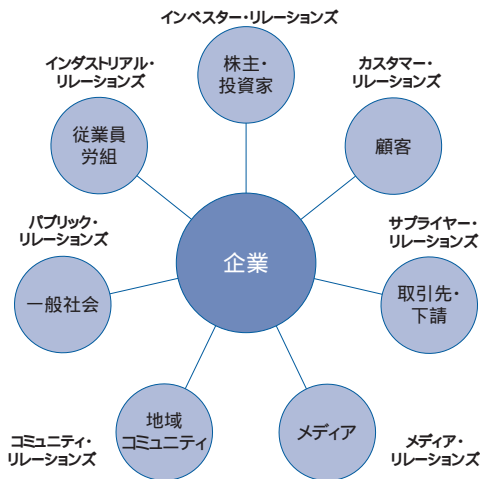 インベスター・リレーションズ
株主・
投資家
インダストリアル・
リレーションズ
従業員
労組
カスタマー・
リレーションズ
顧客
パブリック・
リレーションズ
一般社会
企業
サプライヤー・
リレーションズ
取引先・
下請
コミュニティ・
リレーションズ
地域
コミュニティ
メディア
メディア・
リレーションズ